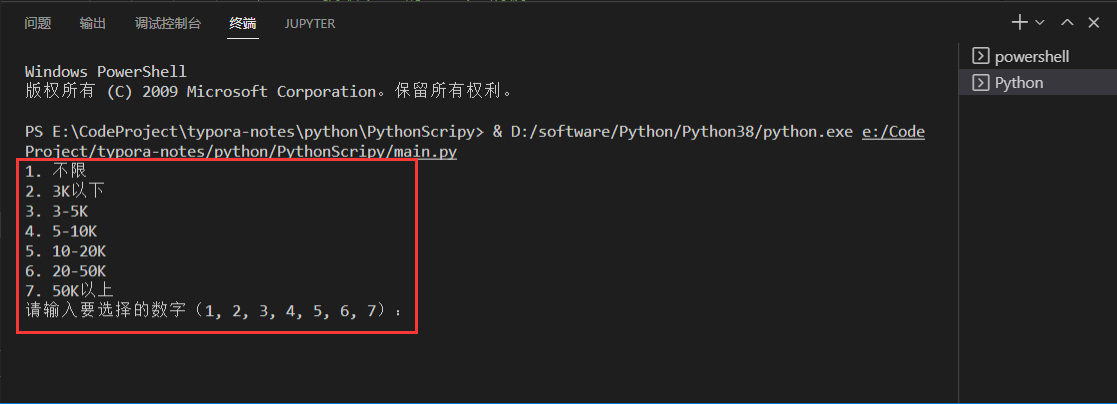 问题 输出 调试控制台 终端 JUPYTER
powershell
Python
Windows PowerShell
版权所有 (C) 2009 Microsoft Corporation。保留所有权利。
PS E:\CodeProject\typora-notes\python\PythonScripy> & D:/software/Python/Python38/python.exe e:/Code
Project/typora-notes/python/PythonScripy/main.py
1. 不限
2. 3K以下
3. 3-5K
4. 5-10K
5. 10-20K
6. 20-50K
7. 50K以上
请输入要选择的数字（1, 2, 3, 4, 5, 6, 7）：